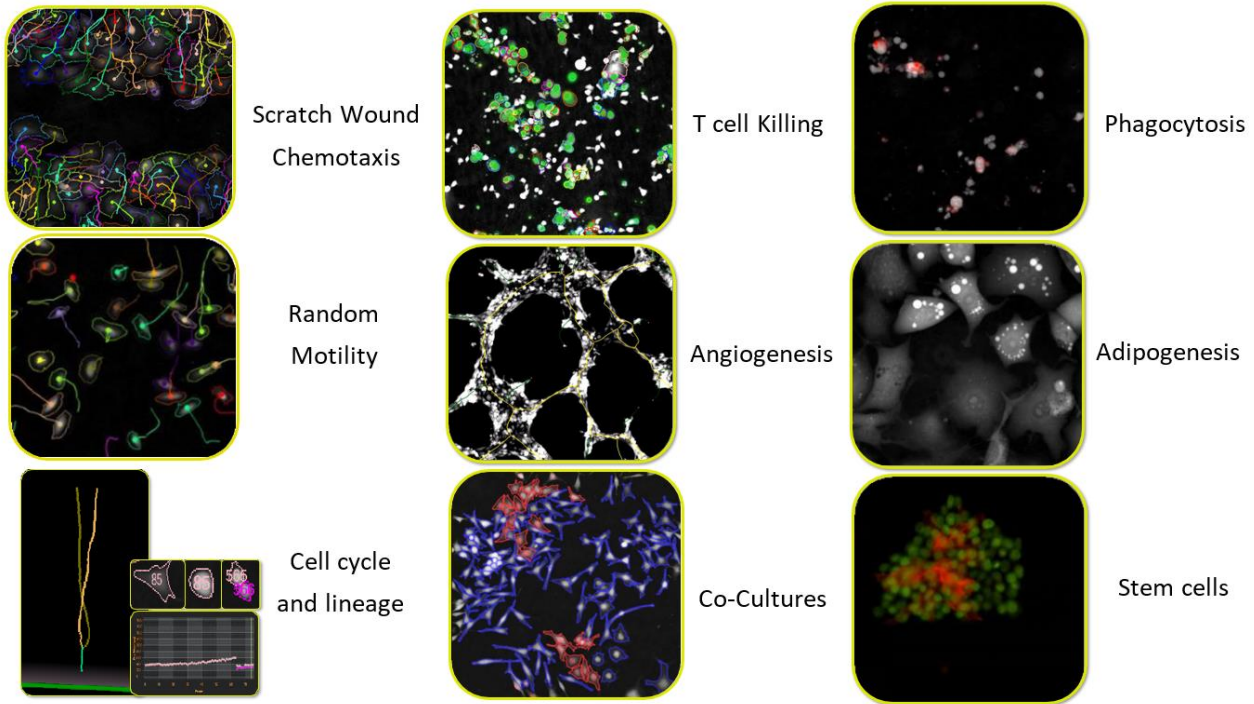 Scratch Wound
Chemotaxis
T cell Killing
Phagocytosis
Random
Motility
Angiogenesis
Adipogenesis
Cell cycle
and lineage
85
Co-Cultures
Stem cells